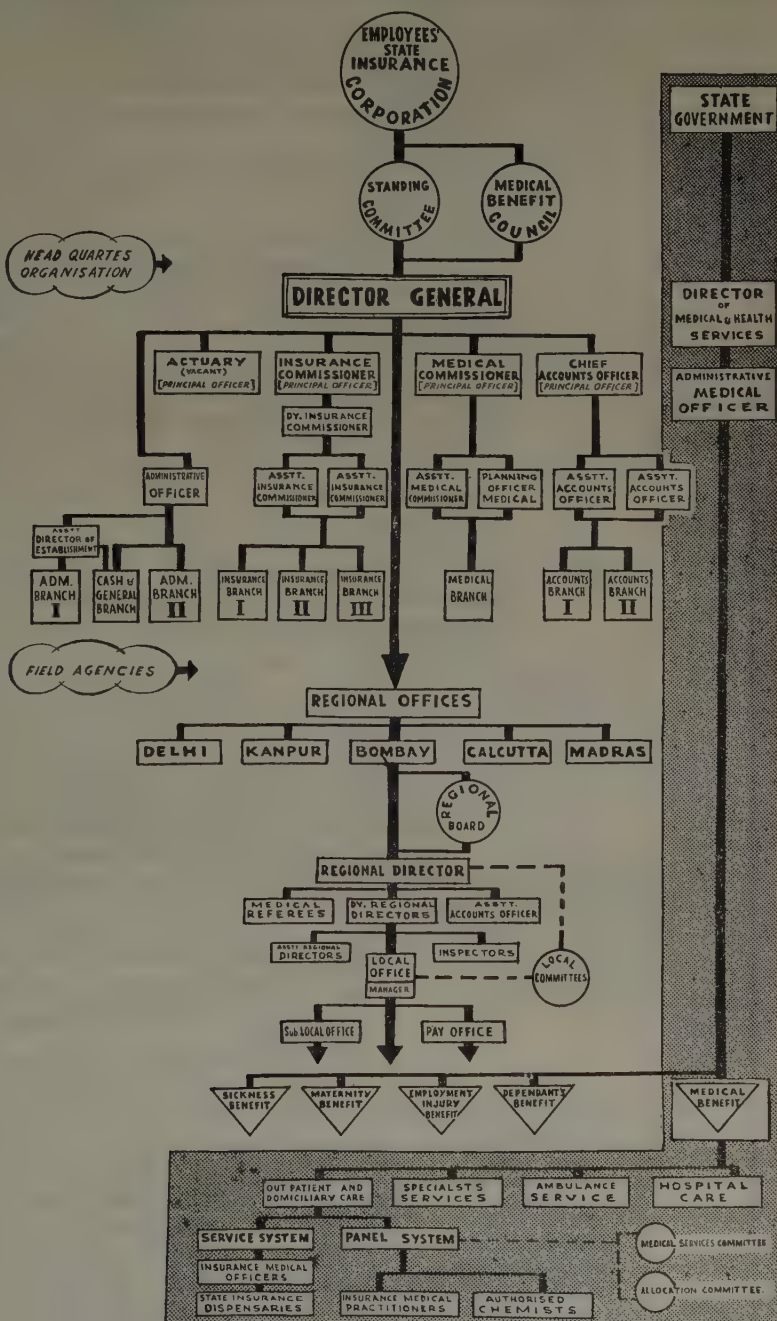 EMPLOYEES'
STATE
INSURANCE
CORPORATION
STATE
GOVERNMENT
STANDING
COMMITTEE
MEDICAL
BENEFIT
COUNCIL
HEAD QUARTES
ORGANISATION
DIRECTOR GENERAL
DIRECTOR
OF
MEDICAL & HEALTH
SERVICES
ACTUARY
(VACANT)
[PRINCIPAL OFFICER]
INSURANCE
COMMISSIONER
[PRINCIPAL OFFICER]
MEDICAL
COMMISSIONER
[PRINCIPAL OFFICER]
CHIEF
ACCOUNTS OFFICER
[PRINCIPAL OFFICER]
ADMINISTRATIVE
MEDICAL
OFFICER
DY. INSURANCE
COMMISSIONER
ADMINISTRATIVE
OFFICER
ASSTT.
INSURANCE
COMMISSIONER
ASSTT.
INSURANCE
COMMISSIONER
ASSTT.
MEDICAL
COMMISSIONER
PLANNING
OFFICER
MEDICAL
ASSTT.
ACCOUNTS
OFFICER
ASSTT.
ACCOUNTS
OFFICER
ASSTT
DIRECTOR OF
ESTABLISHMENT
ADM.
BRANCH
I
CASH &
GENERAL
BRANCH
ADM.
BRANCH
II
INSURANCE
BRANCH
I
INSURANCE
BRANCH
II
INSURANCE
BRANCH
III
MEDICAL
BRANCH
ACCOUNTS
BRANCH
I
ACCOUNTS
BRANCH
II
FIELD AGENCIES
REGIONAL OFFICES
DELHI
KANPUR
BOMBAY
CALCUTTA
MADRAS
REGIONAL
BOARD
REGIONAL DIRECTOR
MEDICAL
REFEREES
DY. REGIONAL
DIRECTORS
ASSTT.
ACCOUNTS OFFICER
ASSTT REGIONAL
DIRECTORS
INSPECTORS
LOCAL
OFFICE
MANAGER
LOCAL
COMMITTEES
Sub LOCAL OFFICE
PAY OFFICE
SICKNESS
BENEFIT
MATERNITY
BENEFIT
EMPLOYMENT
INJURY
BENEFIT
DEPENDANT'S
BENEFIT
MEDICAL
BENEFIT
OUT PATIENT AND
DOMICILIARY CARE
SPECIALISTS
SERVICES
AMBULANCE
SERVICE
HOSPITAL
CARE
SERVICE SYSTEM
PANEL SYSTEM
MEDICAL SERVICES COMMITTEE
INSURANCE MEDICAL
OFFICERS
STATE INSURANCE
DISPENSARIES
INSURANCE MEDICAL
PRACTITIONERS
AUTHORISED
CHEMISTS
ALLOCATION COMMITTEE.